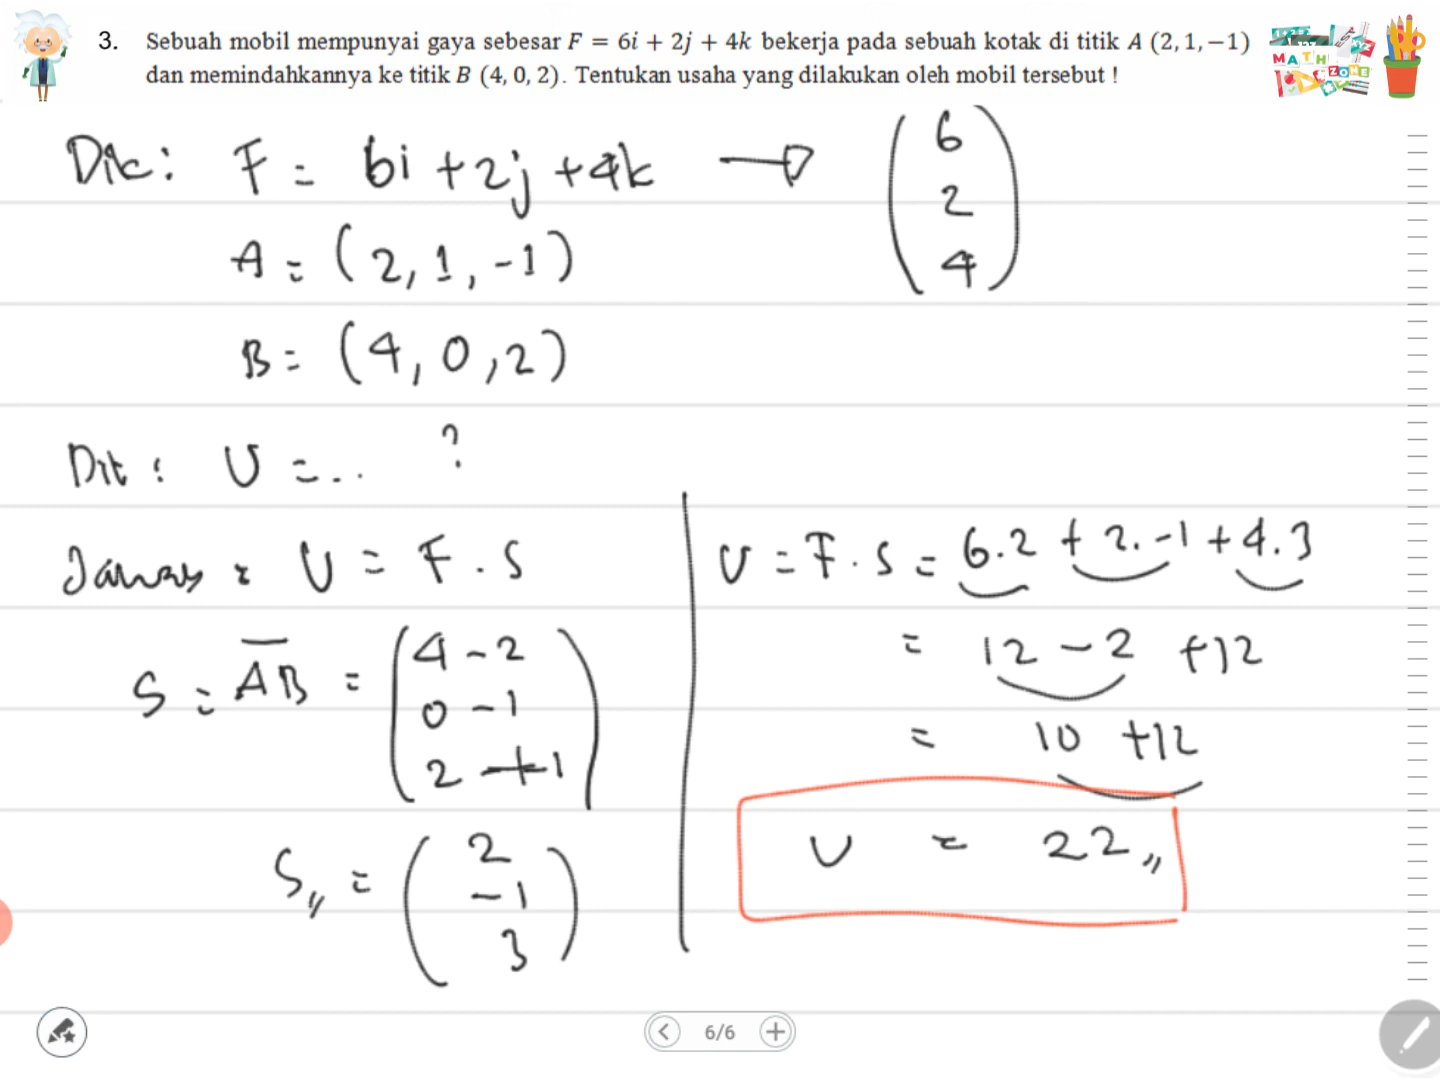 3. Sebuah mobil mempunyai gaya sebesar F = 6i + 2j + 4k bekerja pada sebuah kotak di titik A (2, 1, −1)
dan memindahkannya ke titik B (4, 0, 2). Tentukan usaha yang dilakukan oleh mobil tersebut !
MATH
ZONE
Dik: F = 6i + 2j + 4k → (6
2
4)
A = (2, 1, -1)
B = (4, 0, 2)
Dit : U = .. ?
Jawab : U = F . S
S = AB = (4 - 2
0 - 1
2 + 1)
S,, = (2
-1
3)
U = F . S = 6.2 + 2.-1 + 4.3
= 12 - 2 + 12
= 10 + 12
U = 22,,
6/6